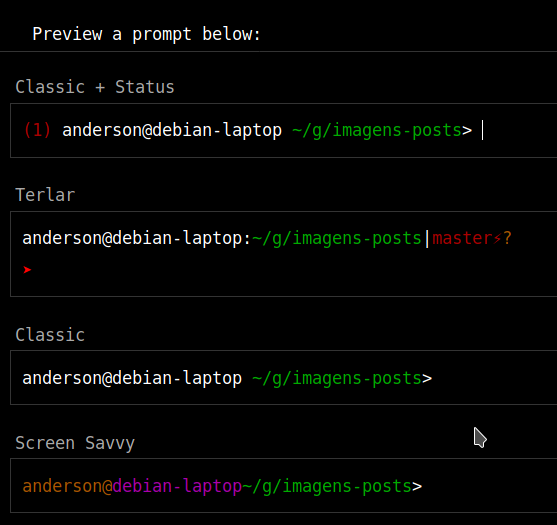 Preview a prompt below:
Classic + Status
(1) anderson@debian-laptop ~/g/imagens-posts>
Terlar
anderson@debian-laptop:~/g/imagens-posts|master⚡?
➤
Classic
anderson@debian-laptop ~/g/imagens-posts>
Screen Savvy
anderson@debian-laptop~/g/imagens-posts>